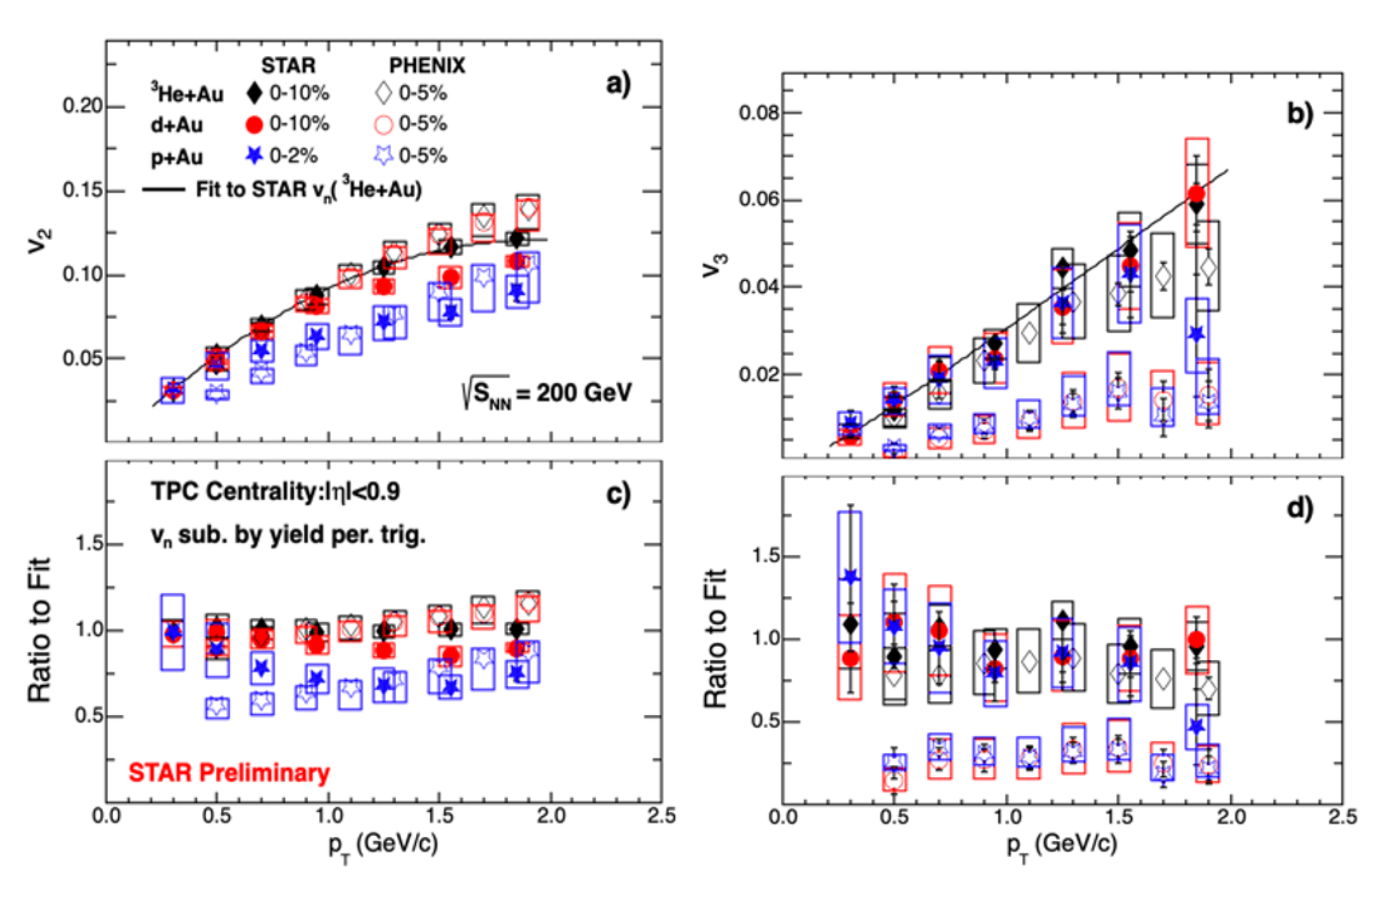 STAR PHENIX
a)
³He+Au 0-10% 0-5%
d+Au 0-10% 0-5%
p+Au 0-2% 0-5%
Fit to STAR vₙ(³He+Au)
0.20
0.15
0.10
0.05
v₂
√S_NN = 200 GeV
TPC Centrality:|η|<0.9
c)
vₙ sub. by yield per. trig.
1.5
1.0
0.5
Ratio to Fit
STAR Preliminary
0.0 0.5 1.0 1.5 2.0 2.5
p_T (GeV/c)
b)
0.08
0.06
0.04
0.02
v₃
d)
1.5
1.0
0.5
Ratio to Fit
0.0 0.5 1.0 1.5 2.0 2.5
p_T (GeV/c)